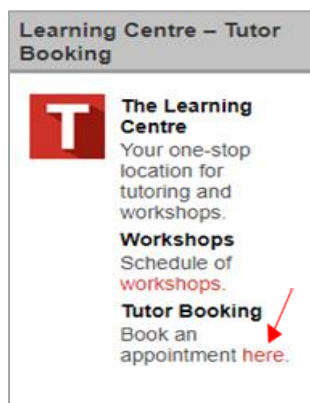 Learning Centre – Tutor
Booking
T
The Learning
Centre
Your one-stop
location for
tutoring and
workshops.
Workshops
Schedule of
workshops.
Tutor Booking
Book an
appointment here.